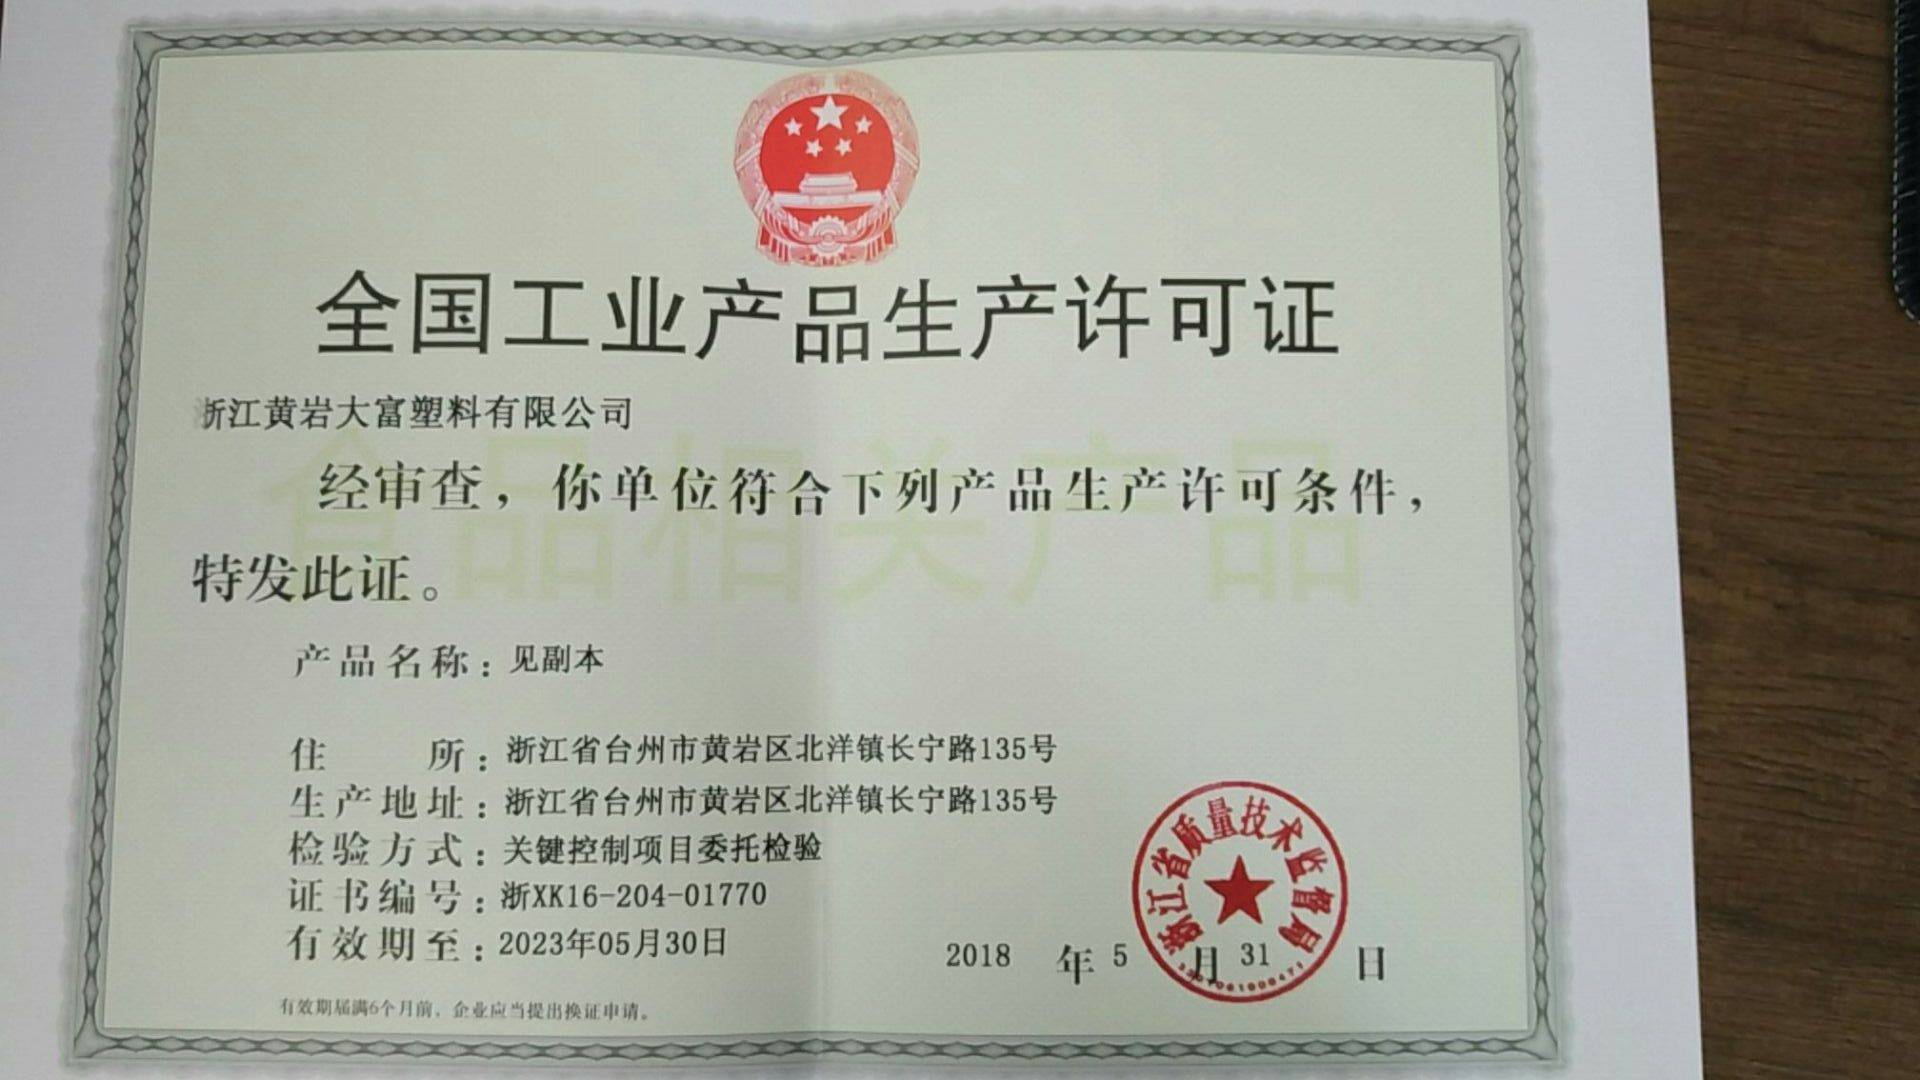 全国工业产品生产许可证
浙江黄岩大富塑料有限公司
食品相关产品
经审查，你单位符合下列产品生产许可条件，
特发此证。
产品名称：见副本
住所：浙江省台州市黄岩区北洋镇长宁路135号
生产地址：浙江省台州市黄岩区北洋镇长宁路135号
检验方式：关键控制项目委托检验
证书编号：浙XK16-204-01770
有效期至：2023年05月30日
浙江省质量技术监督局
2018 年 5 月 31 日
有效期届满6个月前，企业应当提出换证申请。